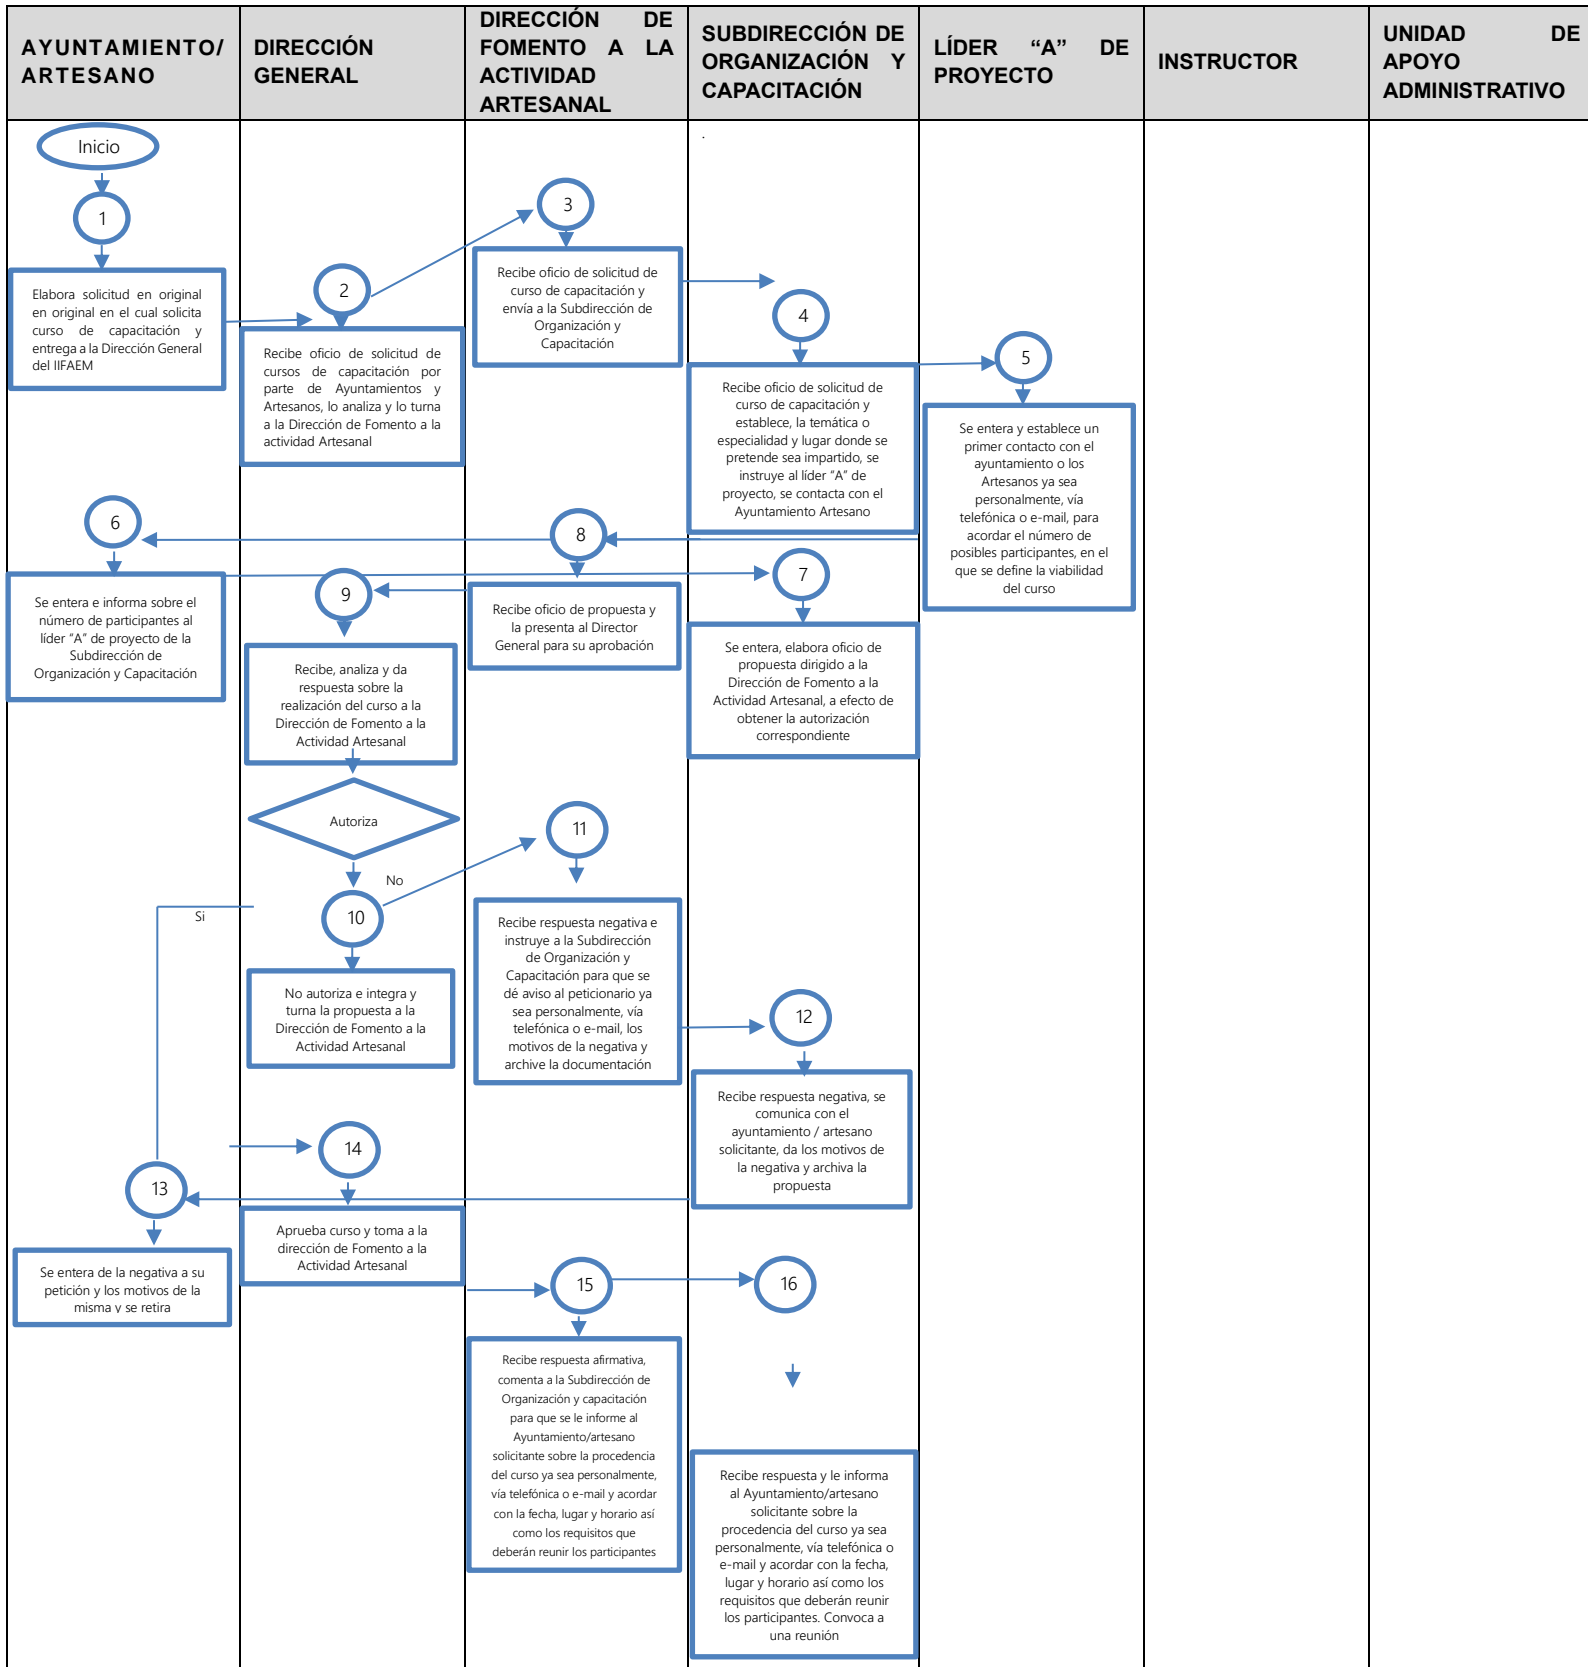 AYUNTAMIENTO/
ARTESANO
DIRECCIÓN
GENERAL
DIRECCIÓN DE
FOMENTO A LA
ACTIVIDAD
ARTESANAL
SUBDIRECCIÓN DE
ORGANIZACIÓN Y
CAPACITACIÓN
LÍDER “A” DE
PROYECTO
INSTRUCTOR
UNIDAD DE
APOYO
ADMINISTRATIVO
.
Inicio
1
Elabora solicitud en original
en original en el cual solicita
curso de capacitación y
entrega a la Dirección General
del IIFAEM
2
Recibe oficio de solicitud de
cursos de capacitación por
parte de Ayuntamientos y
Artesanos, lo analiza y lo turna
a la Dirección de Fomento a la
actividad Artesanal
3
Recibe oficio de solicitud de
curso de capacitación y
envía a la Subdirección de
Organización y
Capacitación
4
Recibe oficio de solicitud de
curso de capacitación y
establece, la temática o
especialidad y lugar donde se
pretende sea impartido, se
instruye al líder “A” de
proyecto, se contacta con el
Ayuntamiento Artesano
5
Se entera y establece un
primer contacto con el
ayuntamiento o los
Artesanos ya sea
personalmente, vía
telefónica o e-mail, para
acordar el número de
posibles participantes, en el
que se define la viabilidad
del curso
6
Se entera e informa sobre el
número de participantes al
líder “A” de proyecto de la
Subdirección de
Organización y Capacitación
7
Se entera, elabora oficio de
propuesta dirigido a la
Dirección de Fomento a la
Actividad Artesanal, a efecto de
obtener la autorización
correspondiente
8
Recibe oficio de propuesta y
la presenta al Director
General para su aprobación
9
Recibe, analiza y da
respuesta sobre la
realización del curso a la
Dirección de Fomento a la
Actividad Artesanal
Autoriza
No
Si
10
No autoriza e integra y
turna la propuesta a la
Dirección de Fomento a la
Actividad Artesanal
11
Recibe respuesta negativa e
instruye a la Subdirección
de Organización y
Capacitación para que se
dé aviso al peticionario ya
sea personalmente, vía
telefónica o e-mail, los
motivos de la negativa y
archive la documentación
12
Recibe respuesta negativa, se
comunica con el
ayuntamiento / artesano
solicitante, da los motivos de
la negativa y archiva la
propuesta
13
Se entera de la negativa a su
petición y los motivos de la
misma y se retira
14
Aprueba curso y toma a la
dirección de Fomento a la
Actividad Artesanal
15
Recibe respuesta afirmativa,
comenta a la Subdirección de
Organización y capacitación
para que se le informe al
Ayuntamiento/artesano
solicitante sobre la procedencia
del curso ya sea personalmente,
vía telefónica o e-mail y acordar
con la fecha, lugar y horario así
como los requisitos que
deberán reunir los participantes
16
Recibe respuesta y le informa
al Ayuntamiento/artesano
solicitante sobre la
procedencia del curso ya sea
personalmente, vía telefónica o
e-mail y acordar con la fecha,
lugar y horario así como los
requisitos que deberán reunir
los participantes. Convoca a
una reunión